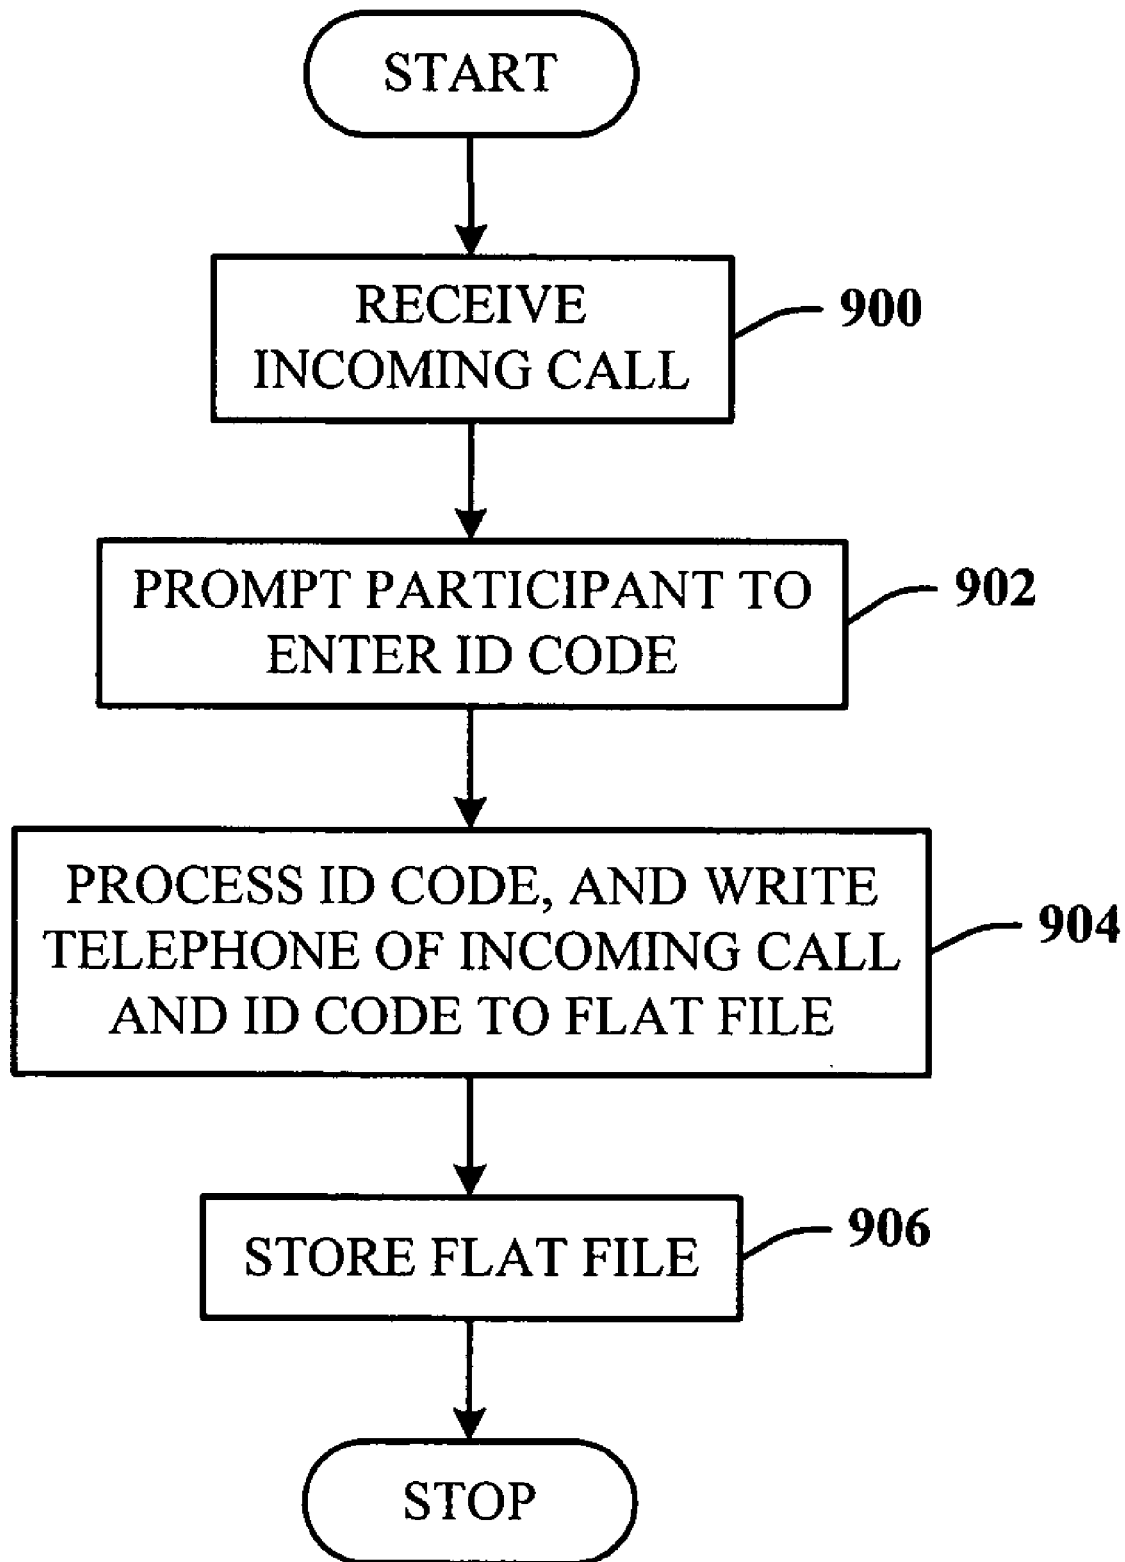 START
RECEIVE
INCOMING CALL
900
PROMPT PARTICIPANT TO
ENTER ID CODE
902
PROCESS ID CODE, AND WRITE
TELEPHONE OF INCOMING CALL
AND ID CODE TO FLAT FILE
904
STORE FLAT FILE
906
STOP